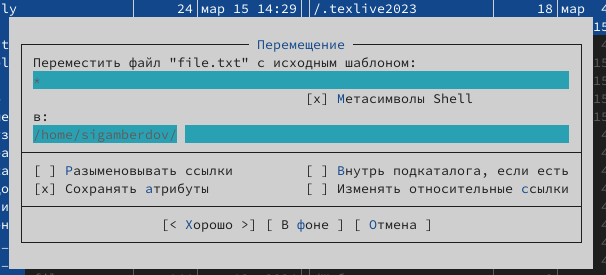 ly 24 мар 15 14:29 /.texlive2023 18 мар
Перемещение
Переместить файл "file.txt" с исходным шаблоном:
*
[x] Метасимволы Shell
в:
/home/sigamberdov/
[ ] Разыменовывать ссылки [ ] Внутрь подкаталога, если есть
[x] Сохранять атрибуты [ ] Изменять относительные ссылки
[< Хорошо >] [ В фоне ] [ Отмена ]